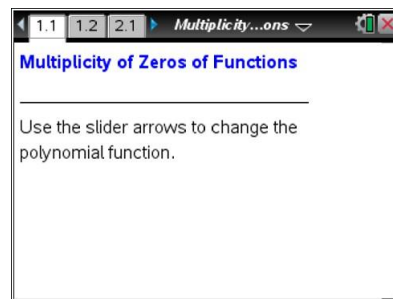 1.1 1.2 2.1 Multiplicity...ons
Multiplicity of Zeros of Functions
Use the slider arrows to change the
polynomial function.